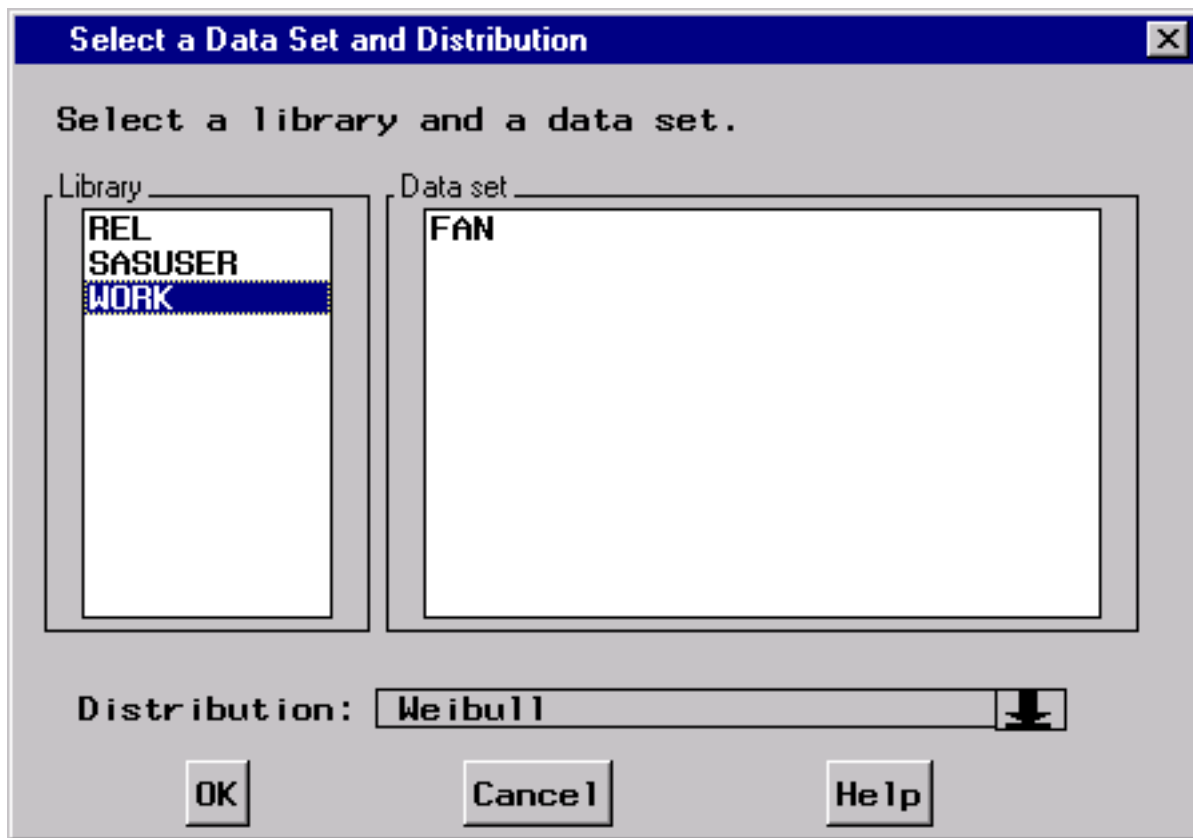 Select a Data Set and Distribution
Select a library and a data set.
Library
REL
SASUSER
WORK
Data set
FAN
Distribution: Weibull
OK Cancel Help